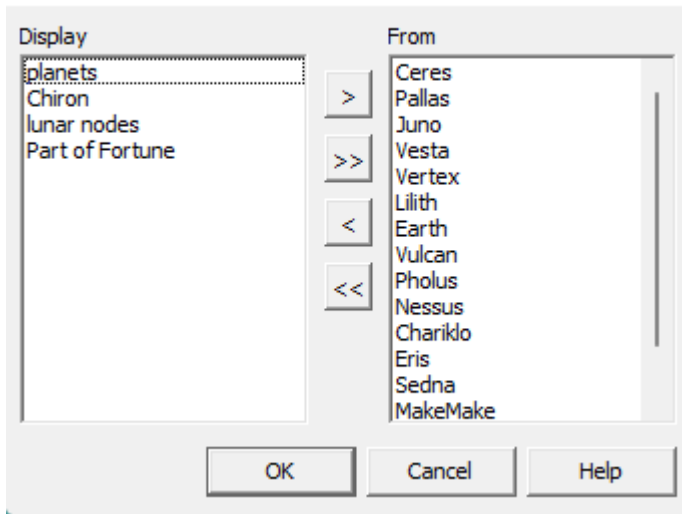 Display
planets
Chiron
lunar nodes
Part of Fortune
>
>>
<
<<
From
Ceres
Pallas
Juno
Vesta
Vertex
Lilith
Earth
Vulcan
Pholus
Nessus
Chariklo
Eris
Sedna
MakeMake
OK
Cancel
Help